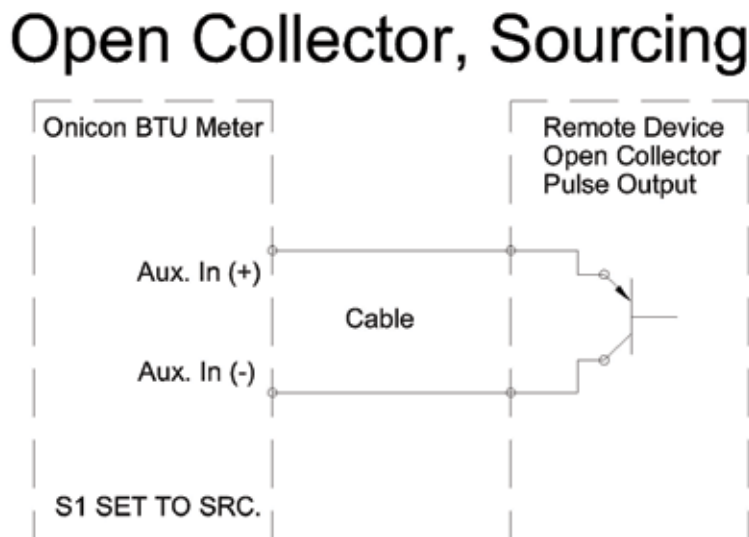 Open Collector, Sourcing
Onicon BTU Meter
Remote Device
Open Collector
Pulse Output
Aux. In (+)
Cable
Aux. In (-)
S1 SET TO SRC.